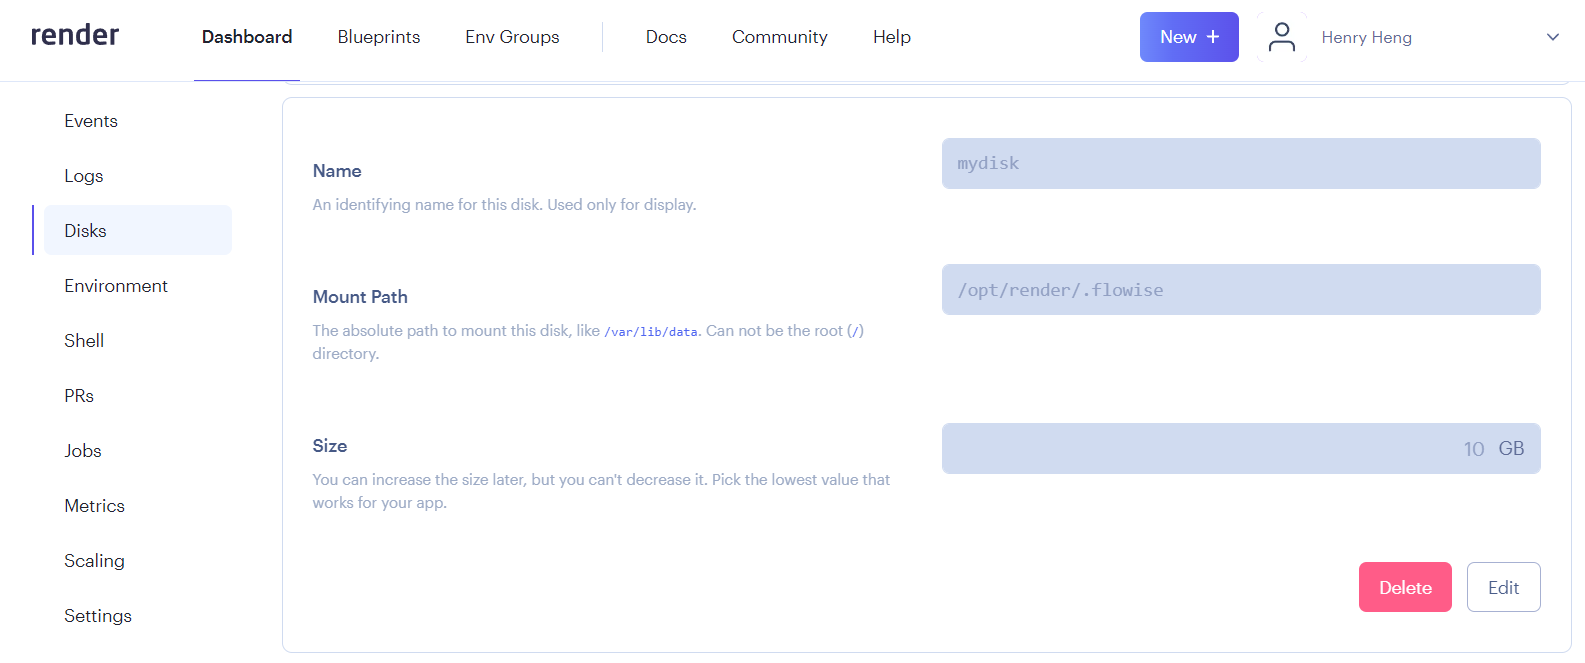 render
Dashboard
Blueprints
Env Groups
Docs
Community
Help
New +
Henry Heng
Events
Logs
Disks
Environment
Shell
PRs
Jobs
Metrics
Scaling
Settings
Name
An identifying name for this disk. Used only for display.
mydisk
Mount Path
The absolute path to mount this disk, like /var/lib/data. Can not be the root (/)
directory.
/opt/render/.flowise
Size
You can increase the size later, but you can't decrease it. Pick the lowest value that
works for your app.
10 GB
Delete
Edit